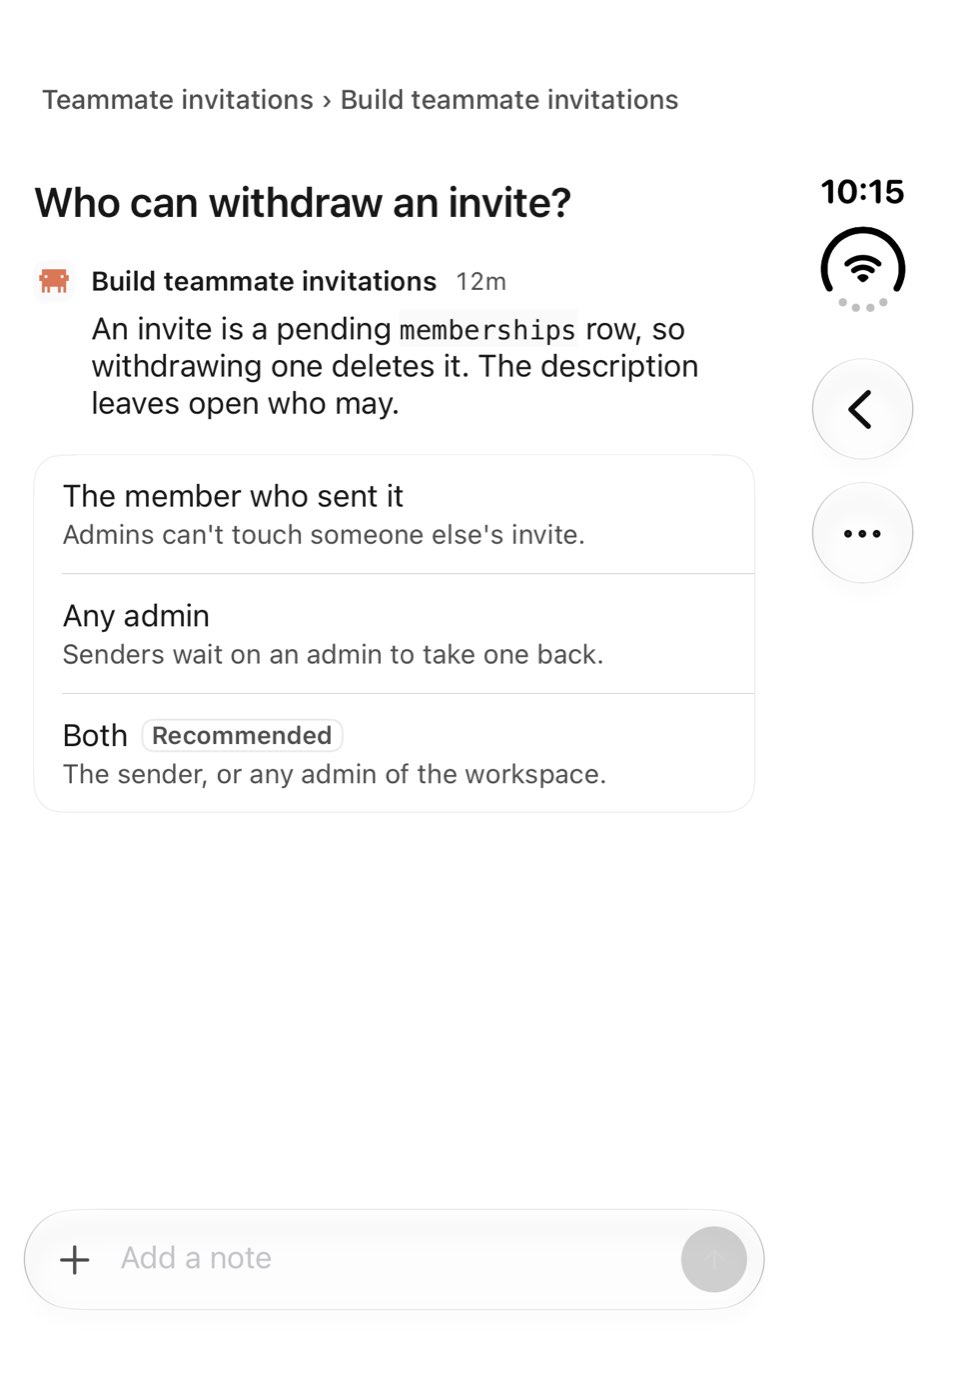 Teammate invitations › Build teammate invitations
Who can withdraw an invite?
10:15
Build teammate invitations 12m
An invite is a pending memberships row, so
withdrawing one deletes it. The description
leaves open who may.
The member who sent it
Admins can't touch someone else's invite.
Any admin
Senders wait on an admin to take one back.
Both Recommended
The sender, or any admin of the workspace.
Add a note